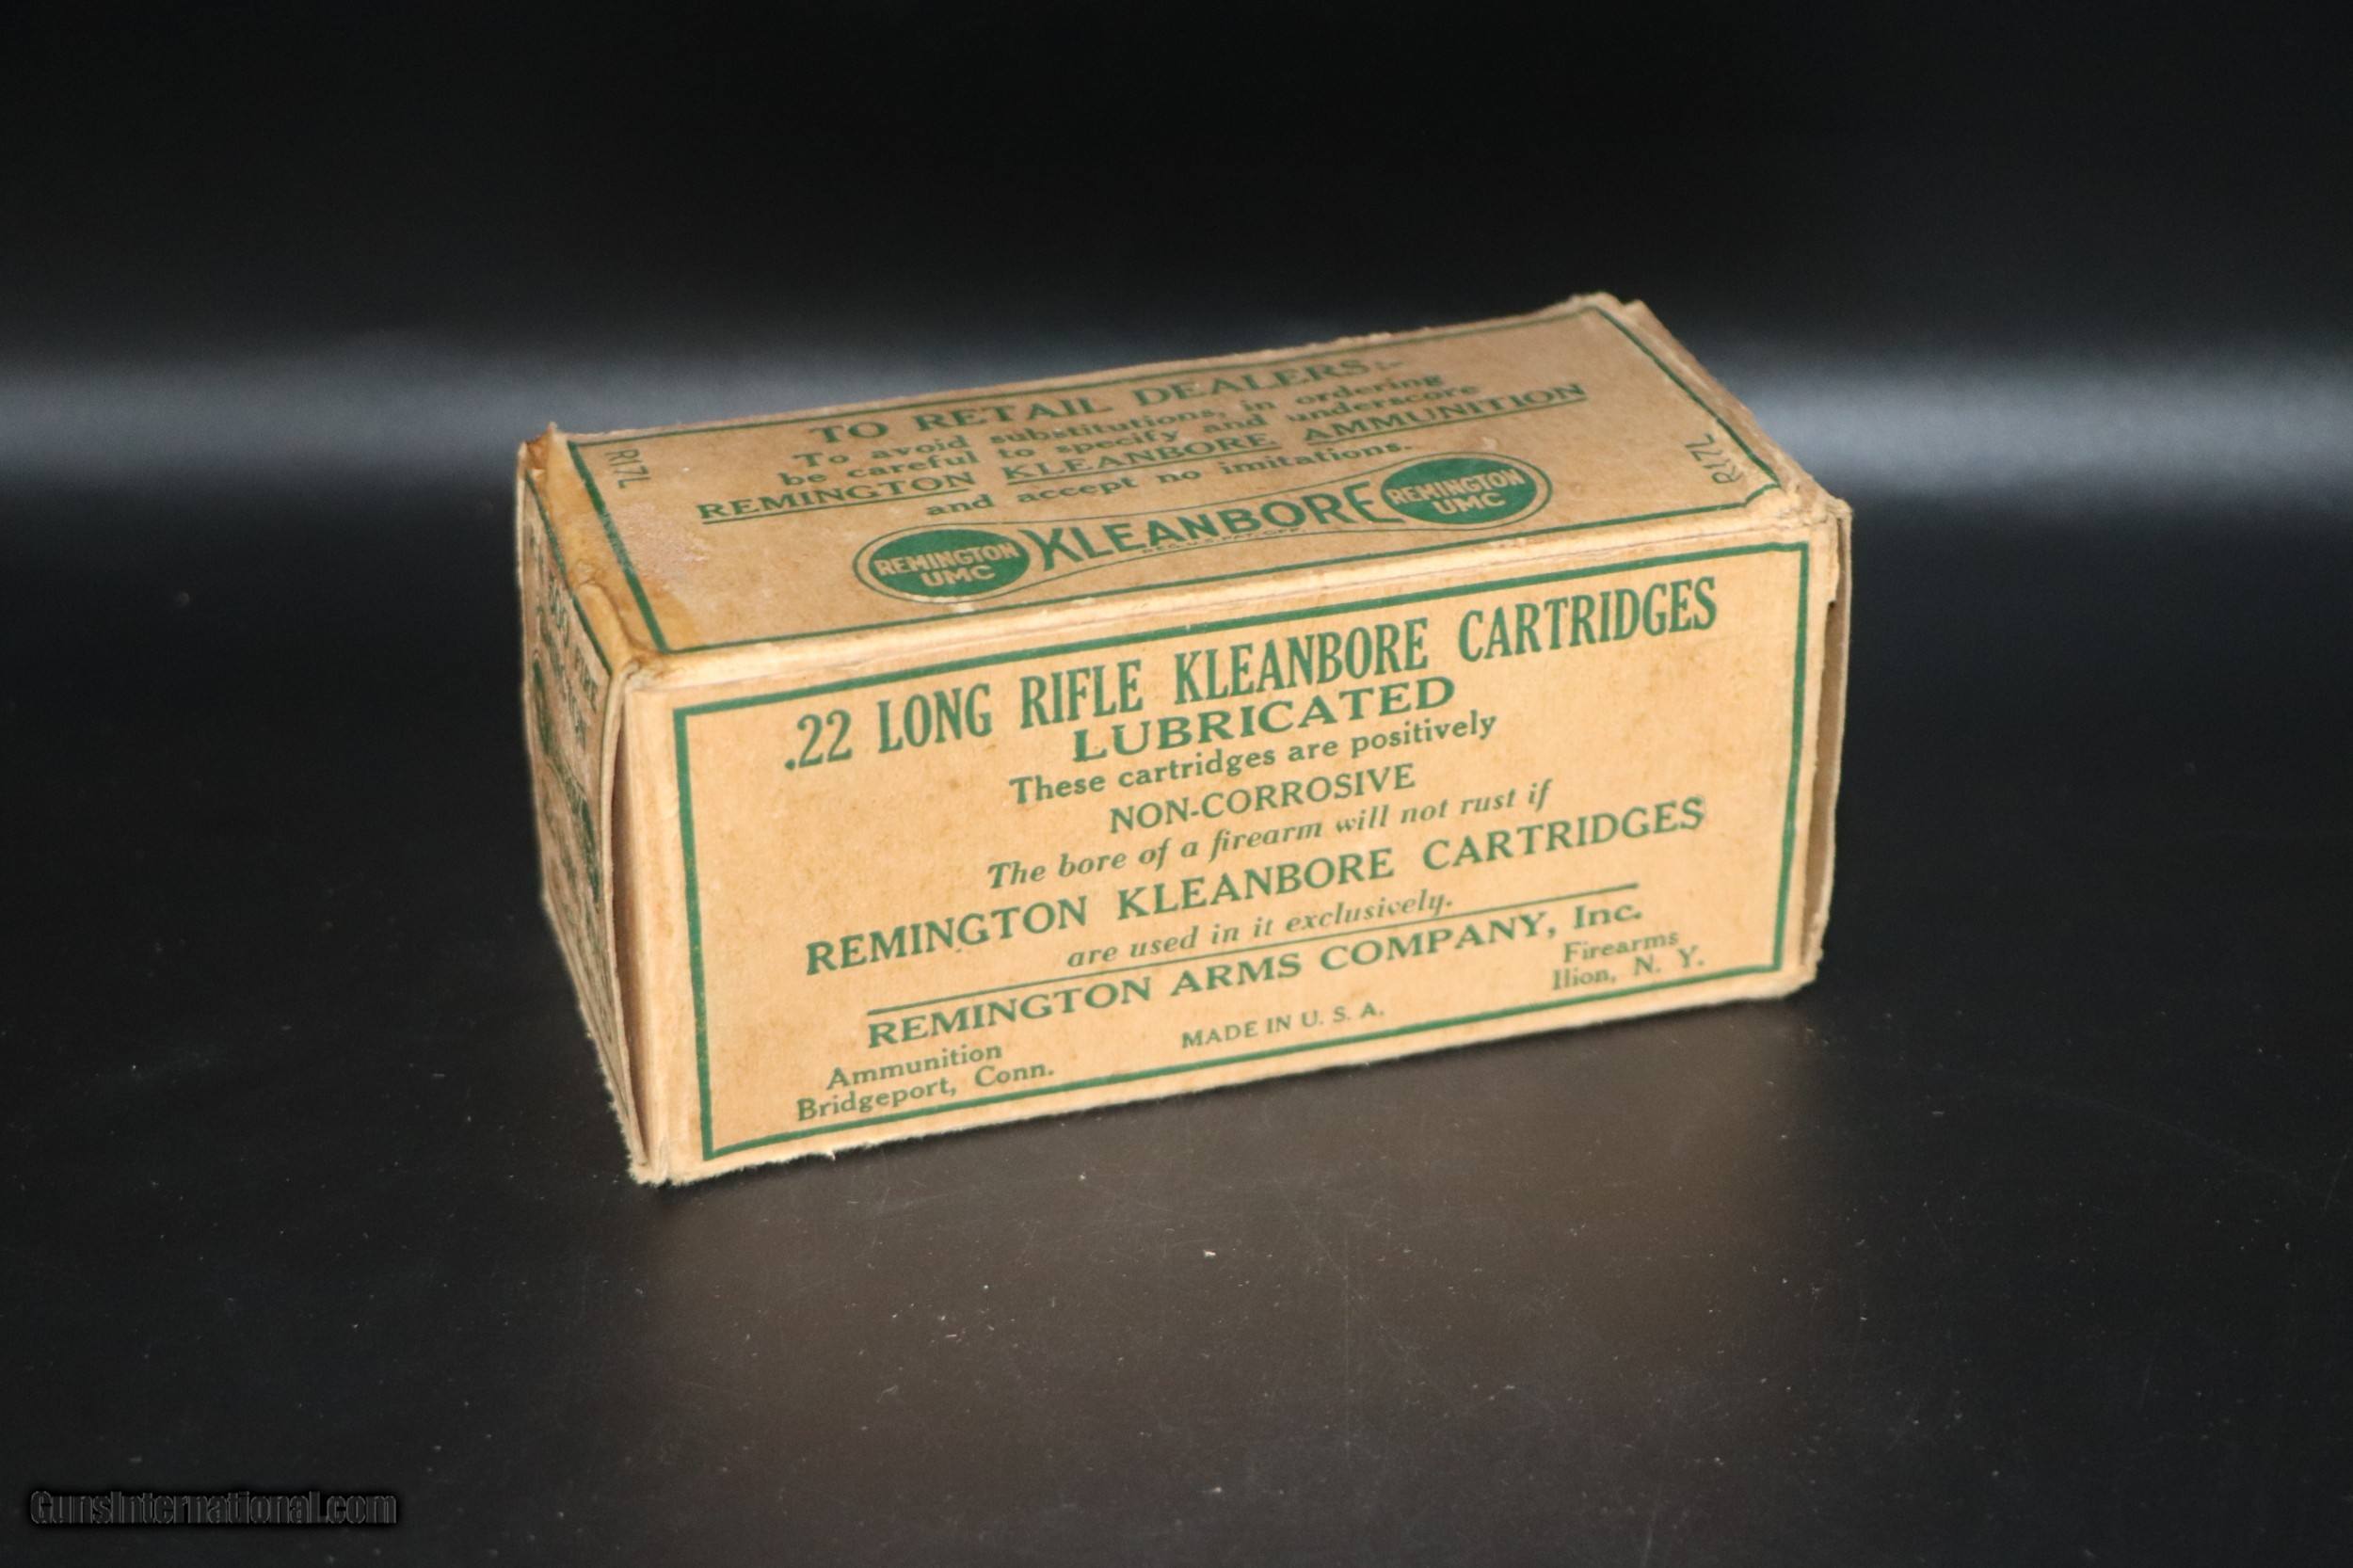 TO RETAIL DEALERS:-
To avoid substitutions, in ordering
be careful to specify and underscore
REMINGTON KLEANBORE AMMUNITION
and accept no imitations.
R17L
R17L
REMINGTON
UMC
KLEANBORE
REMINGTON
UMC
.22 LONG RIFLE KLEANBORE CARTRIDGES
LUBRICATED
These cartridges are positively
NON-CORROSIVE
The bore of a firearm will not rust if
REMINGTON KLEANBORE CARTRIDGES
are used in it exclusively.
REMINGTON ARMS COMPANY, Inc.
Ammunition
Bridgeport, Conn.
MADE IN U. S. A.
Firearms
Ilion, N. Y.
GunsInternational.com